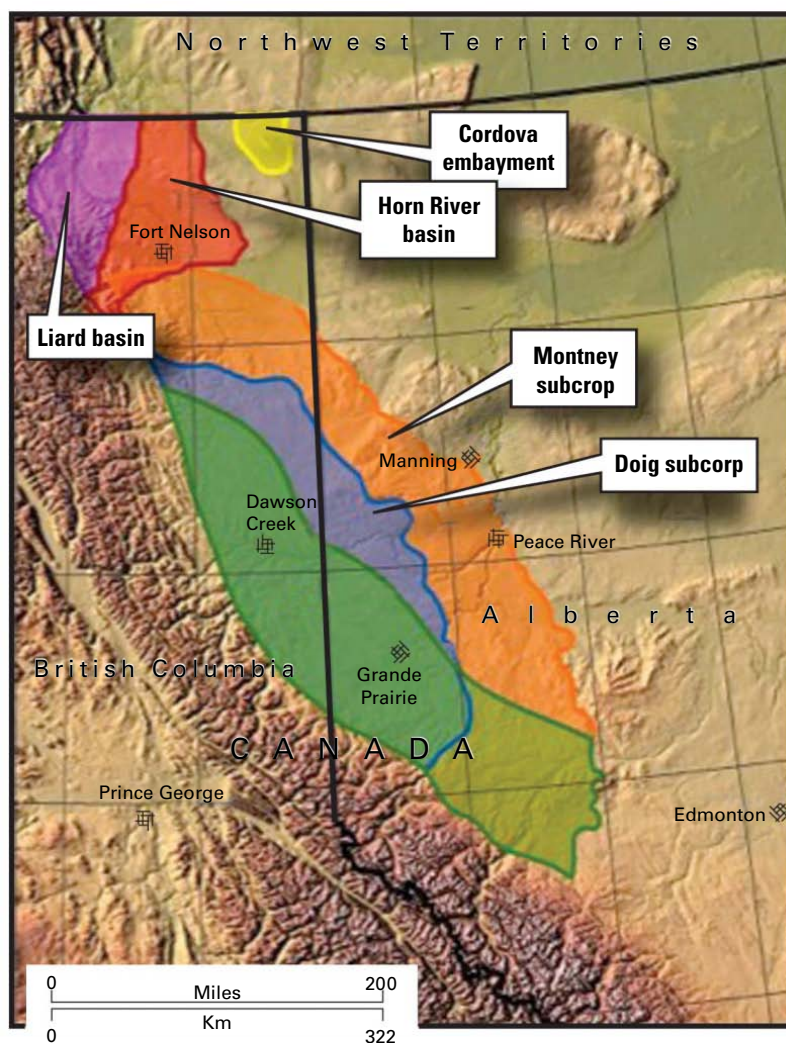 Northwest Territories
Cordova
embayment
Horn River
basin
Fort Nelson
Liard basin
Montney
subcrop
Manning
Doig subcorp
Dawson
Creek
Peace River
Alberta
British Columbia
Grande
Prairie
CANADA
Prince George
Edmonton
0
200
Miles
Km
0
322